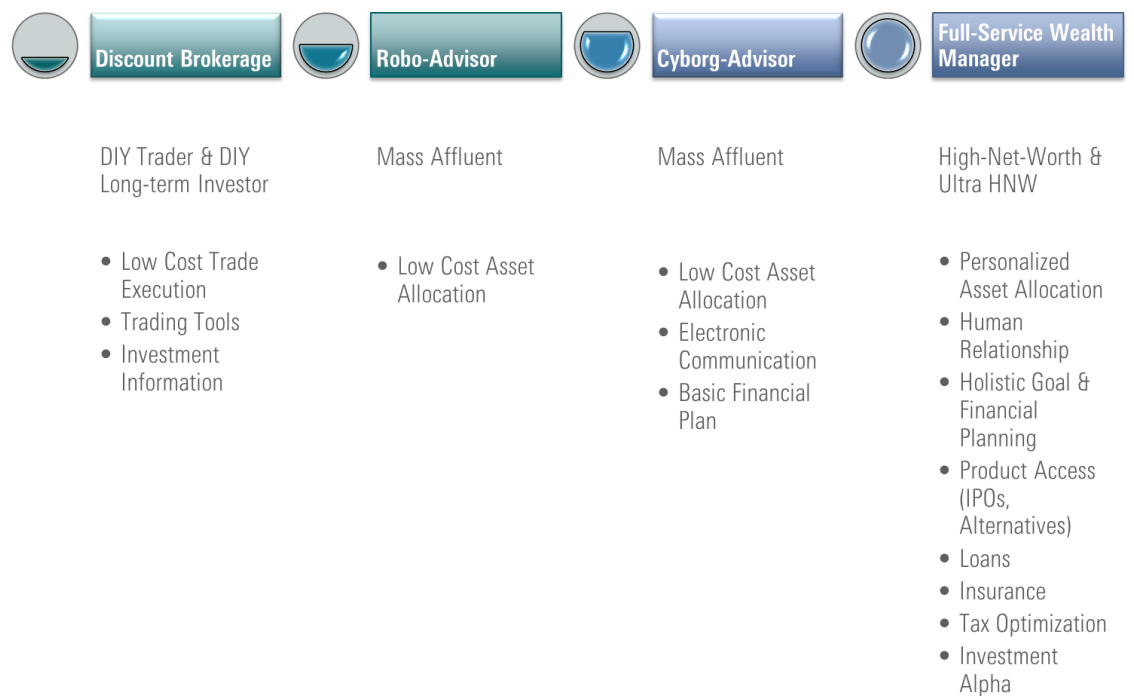 Discount Brokerage
Robo-Advisor
Cyborg-Advisor
Full-Service Wealth
Manager
DIY Trader & DIY
Long-term Investor
Mass Affluent
Mass Affluent
High-Net-Worth &
Ultra HNW
• Low Cost Trade
Execution
• Trading Tools
• Investment
Information
• Low Cost Asset
Allocation
• Low Cost Asset
Allocation
• Electronic
Communication
• Basic Financial
Plan
• Personalized
Asset Allocation
• Human
Relationship
• Holistic Goal &
Financial
Planning
• Product Access
(IPOs,
Alternatives)
• Loans
• Insurance
• Tax Optimization
• Investment
Alpha